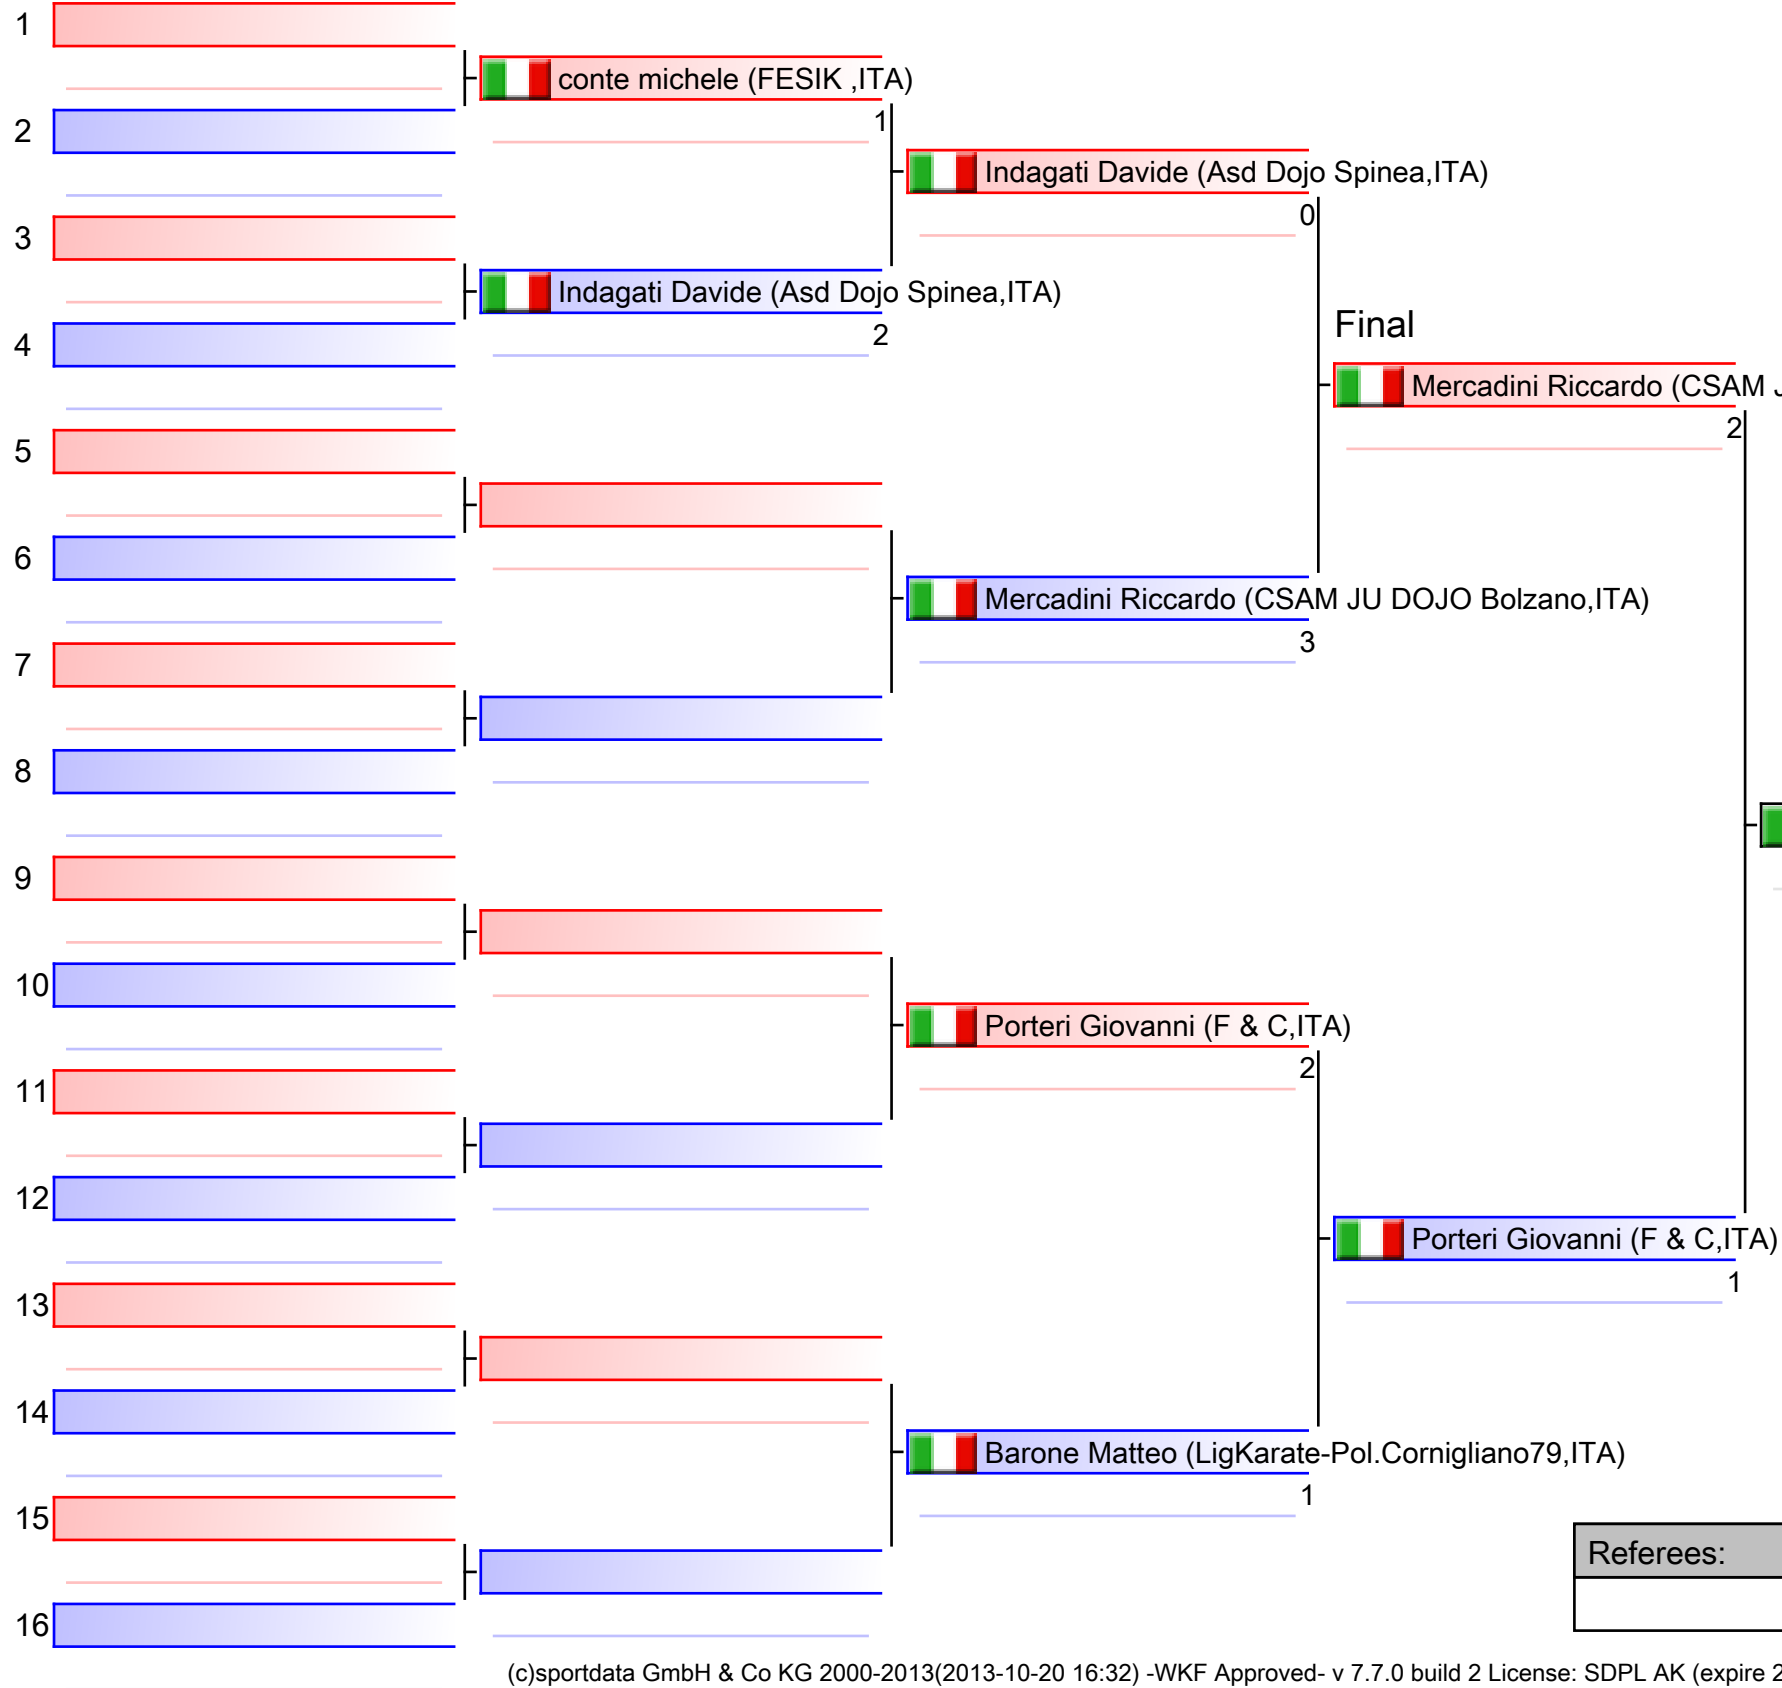 1
conte michele (FESIK ,ITA)
1
2
Indagati Davide (Asd Dojo Spinea,ITA)
0
3
Indagati Davide (Asd Dojo Spinea,ITA)
2
4
Final
Mercadini Riccardo (CSAM J
2
5
6
Mercadini Riccardo (CSAM JU DOJO Bolzano,ITA)
3
7
8
9
10
Porteri Giovanni (F & C,ITA)
2
11
12
Porteri Giovanni (F & C,ITA)
1
13
14
Barone Matteo (LigKarate-Pol.Cornigliano79,ITA)
1
15
Referees:
16
(c)sportdata GmbH & Co KG 2000-2013(2013-10-20 16:32) -WKF Approved- v 7.7.0 build 2 License: SDPL AK (expire 2